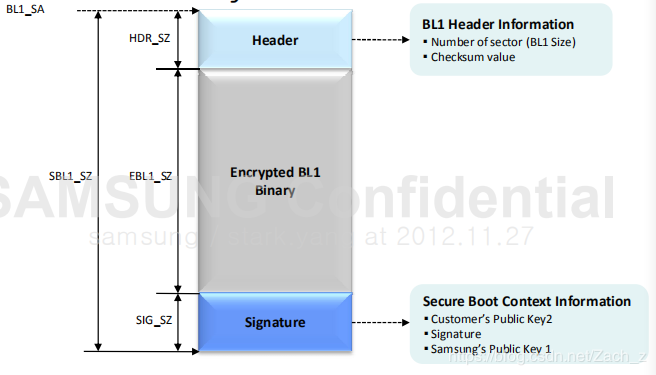 BL1_SA
HDR_SZ
Header
BL1 Header Information
▪ Number of sector (BL1 Size)
▪ Checksum value
SBL1_SZ
EBL1_SZ
Encrypted BL1
Binary
SAMSUNG Confidential
at 2012.11.27
SIG_SZ
Signature
Secure Boot Context Information
▪ Customer's Public Key2
▪ Signature
▪ Samsung's Public Key 1
https://blog.csdn.net/Zach_z